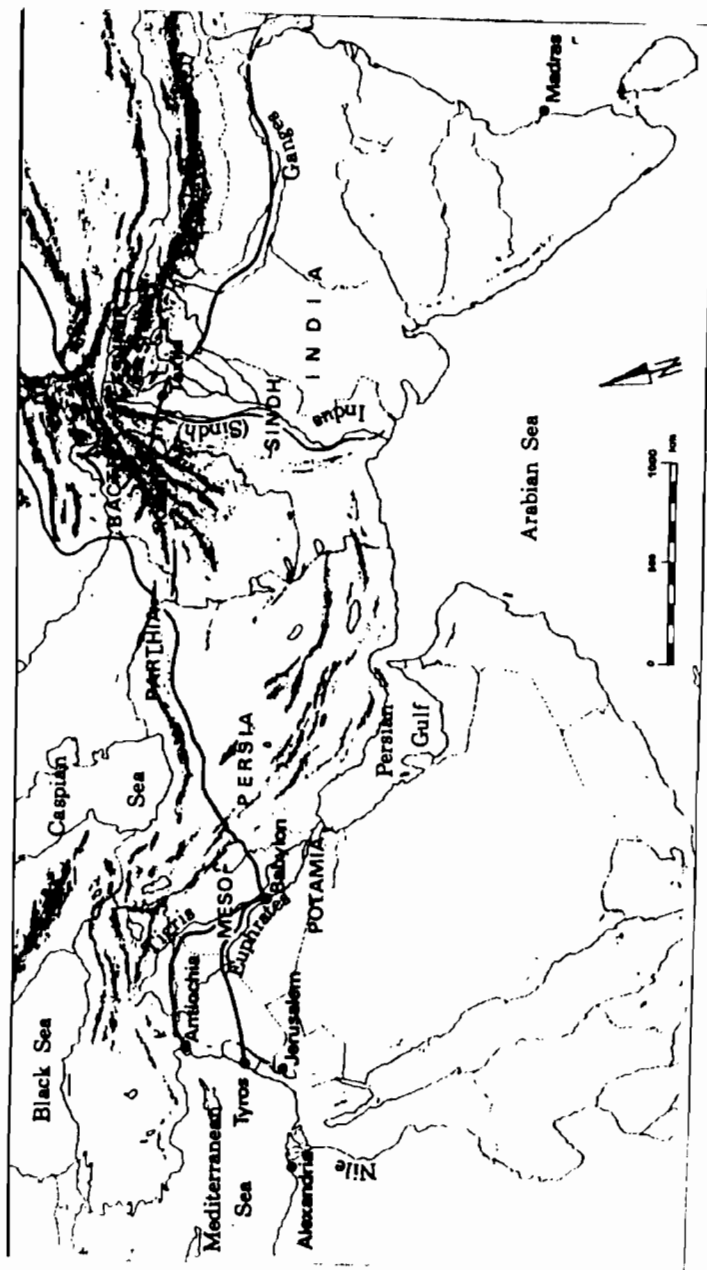 Black Sea
Caspian
Sea
Mediterranean
Sea
Antiochia
Tyros
Jerusalem
Alexandria
Nile
Tigris
MESO-
POTAMIA
Euphrates
Babylon
PERSIA
Persian
Gulf
PARTHIA
(Sindh)
SINDH
Indus
INDIA
Ganges
Madras
Arabian Sea
N
0
500
1000
km